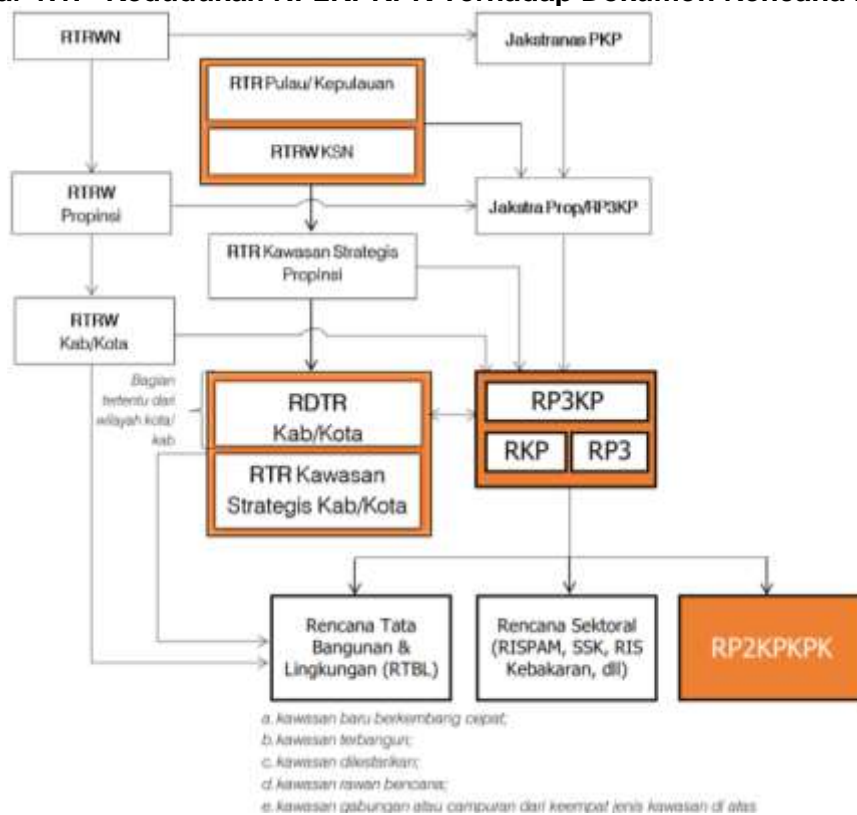 RTRWN
Jakatranas PKP
RTR Pulau/ Kepulauan
RTRW KSN
RTRW
Propinsi
Jakatra Prop/RP3KP
RTR Kawasan Strategis
Propinsi
RTRW
Kab/Kota
Bagian
tertentu dari
wilayah kota/
kab
RDTR
Kab/Kota
RTR Kawasan
Strategis Kab/Kota
RP3KP
RKP
RP3
Rencana Tata
Bangunan &
Lingkungan (RTBL)
Rencana Sektoral
(RISPAM, SSK, RIS
Kebakaran, dll)
RP2KPKPK
a. kawasan baru berkembang cepat;
b. kawasan terbangun;
c. kawasan dilestarikan;
d. kawasan rawan bencana;
e. kawasan gabungan atau campuran dari keempat jenis kawasan di atas